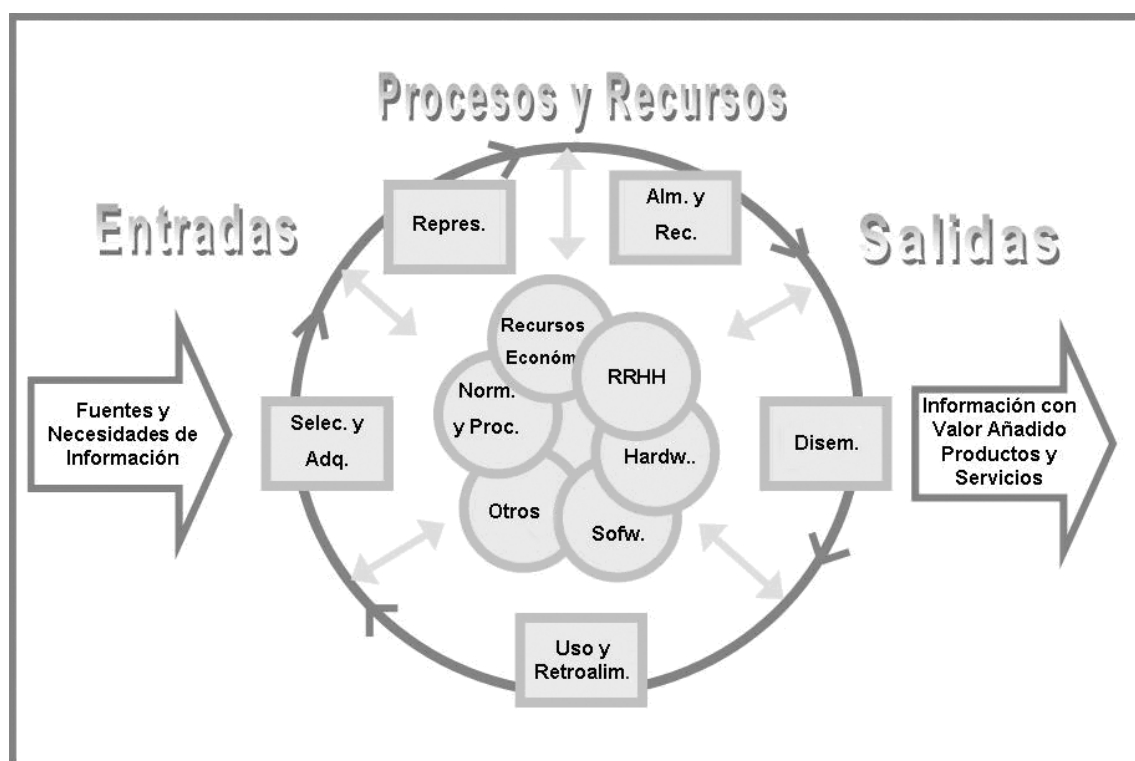 Procesos y Recursos
Entradas
Salidas
Repres.
Alm. y
Rec.
Fuentes y
Necesidades de
Información
Selec. y
Adq.
Recursos
Económ
RRHH
Norm.
y Proc.
Hardw..
Otros
Sofw.
Disem.
Información con
Valor Añadido
Productos y
Servicios
Uso y
Retroalim.